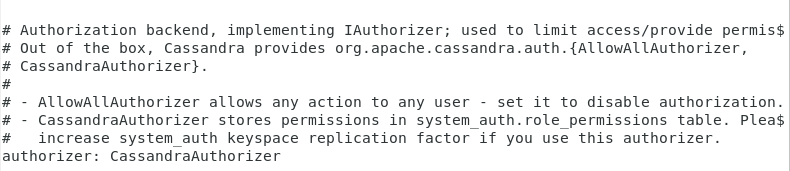 # Authorization backend, implementing IAuthorizer; used to limit access/provide permis$
# Out of the box, Cassandra provides org.apache.cassandra.auth.{AllowAllAuthorizer,
# CassandraAuthorizer}.
#
# - AllowAllAuthorizer allows any action to any user - set it to disable authorization.
# - CassandraAuthorizer stores permissions in system_auth.role_permissions table. Plea$
#   increase system_auth keyspace replication factor if you use this authorizer.
authorizer: CassandraAuthorizer